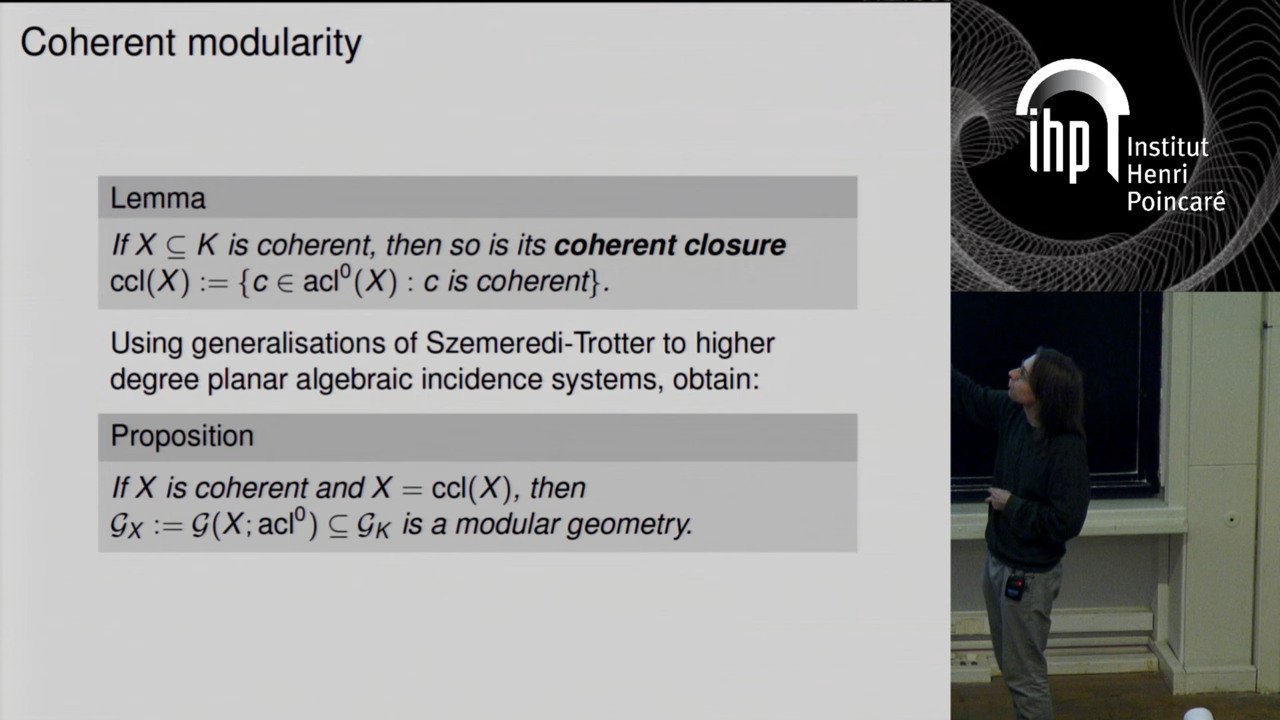 Coherent modularity
Lemma
If X ⊆ K is coherent, then so is its coherent closure
ccl(X) := {c ∈ acl⁰(X) : c is coherent}.
Using generalisations of Szemeredi-Trotter to higher
degree planar algebraic incidence systems, obtain:
Proposition
If X is coherent and X = ccl(X), then
𝒢_X := 𝒢(X; acl⁰) ⊆ 𝒢_K is a modular geometry.
ihp
Institut
Henri
Poincaré